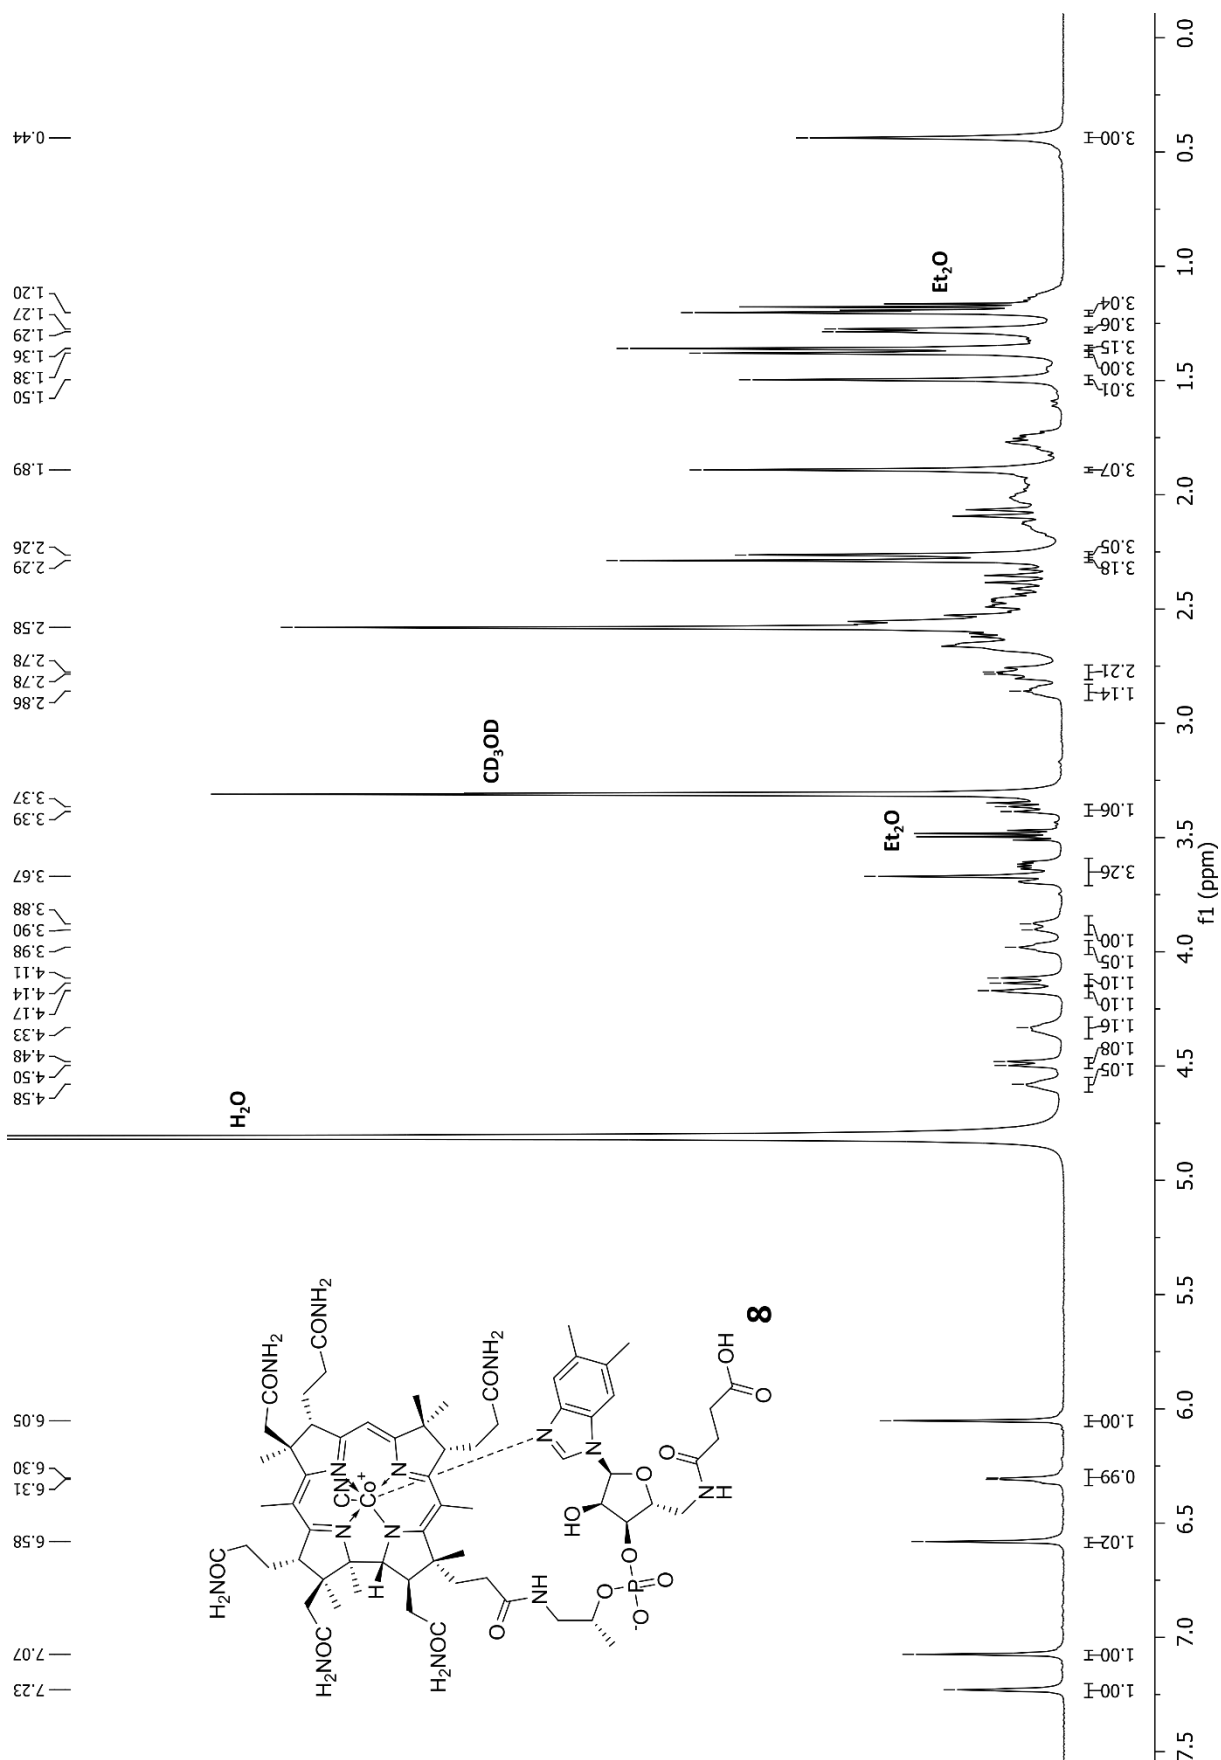 7.23
7.07
6.58
6.31
6.30
6.05
4.58
4.50
4.48
4.33
4.17
4.14
4.11
3.98
3.90
3.88
3.67
3.39
3.37
2.86
2.78
2.78
2.58
2.29
2.26
1.89
1.50
1.38
1.36
1.29
1.27
1.20
0.44
H₂O
CD₃OD
Et₂O
Et₂O
H₂NOC
CONH₂
CONH₂
H₂NOC
H₂NOC
CONH₂
N
N
N
N
CN
Co
+
H
O
NH
O
O
P
O
-O
HO
N
N
O
N
H
O
OH
O
8
1.00
1.00
1.02
0.99
1.00
1.05
1.08
1.16
1.10
1.10
1.05
1.00
3.26
1.06
1.14
2.21
3.18
3.05
3.07
3.01
3.00
3.15
3.06
3.04
3.00
7.5 7.0 6.5 6.0 5.5 5.0 4.5 4.0 3.5 3.0 2.5 2.0 1.5 1.0 0.5 0.0
f1 (ppm)